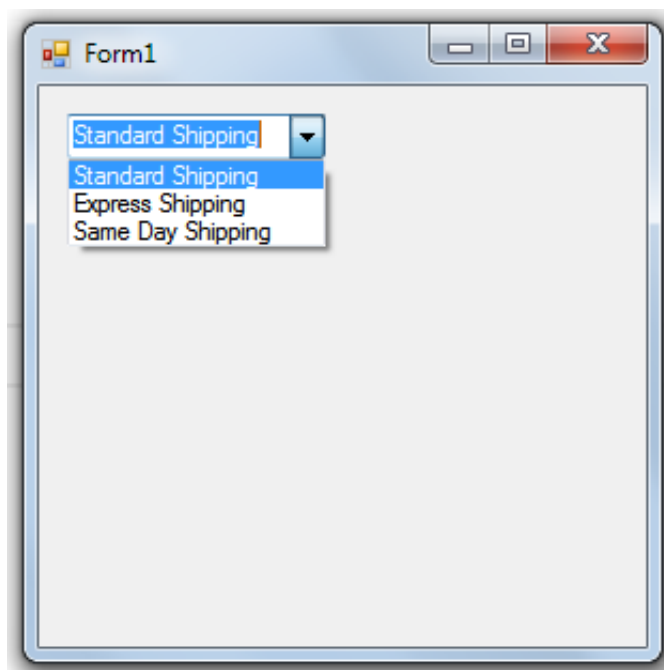 Form1
Standard Shipping
Standard Shipping
Express Shipping
Same Day Shipping